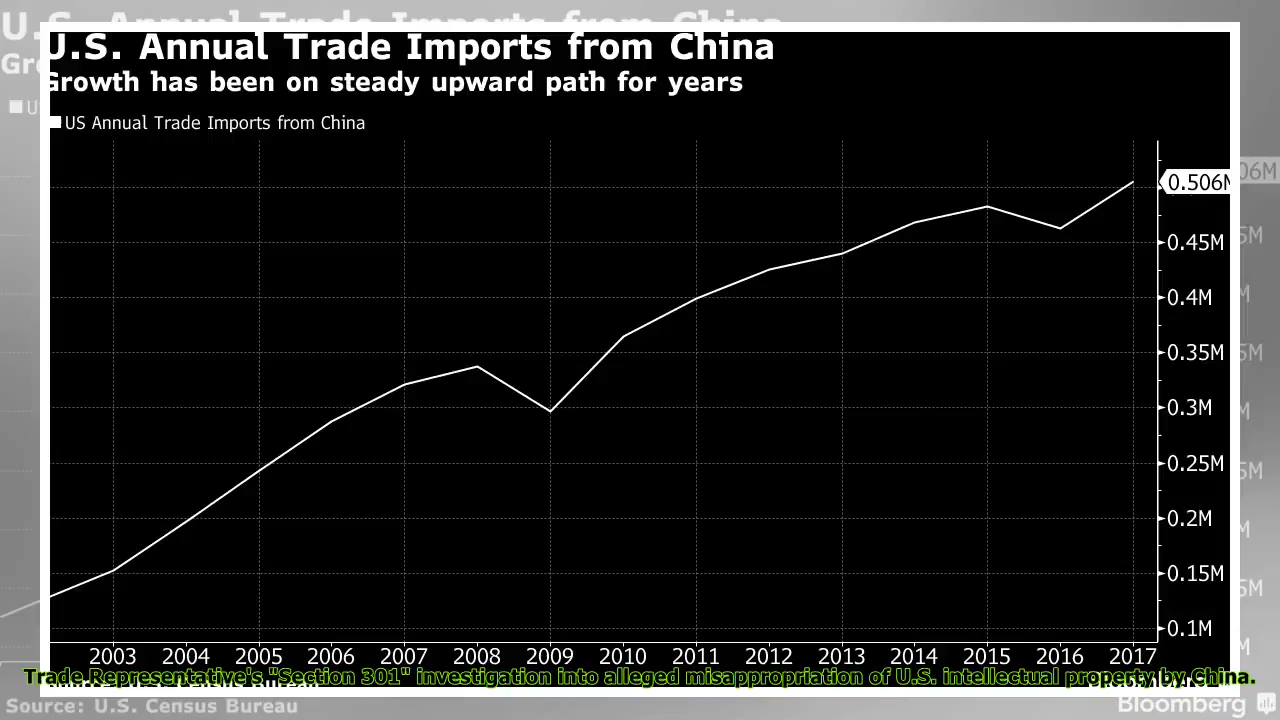 U.S. Annual Trade Imports from China
Growth has been on steady upward path for years
US Annual Trade Imports from China
0.506M
0.45M
0.4M
0.35M
0.3M
0.25M
0.2M
0.15M
0.1M
2003 2004 2005 2006 2007 2008 2009 2010 2011 2012 2013 2014 2015 2016 2017
Trade Representative's "Section 301" investigation into alleged misappropriation of U.S. intellectual property by China.
Source: U.S. Census Bureau
Bloomberg